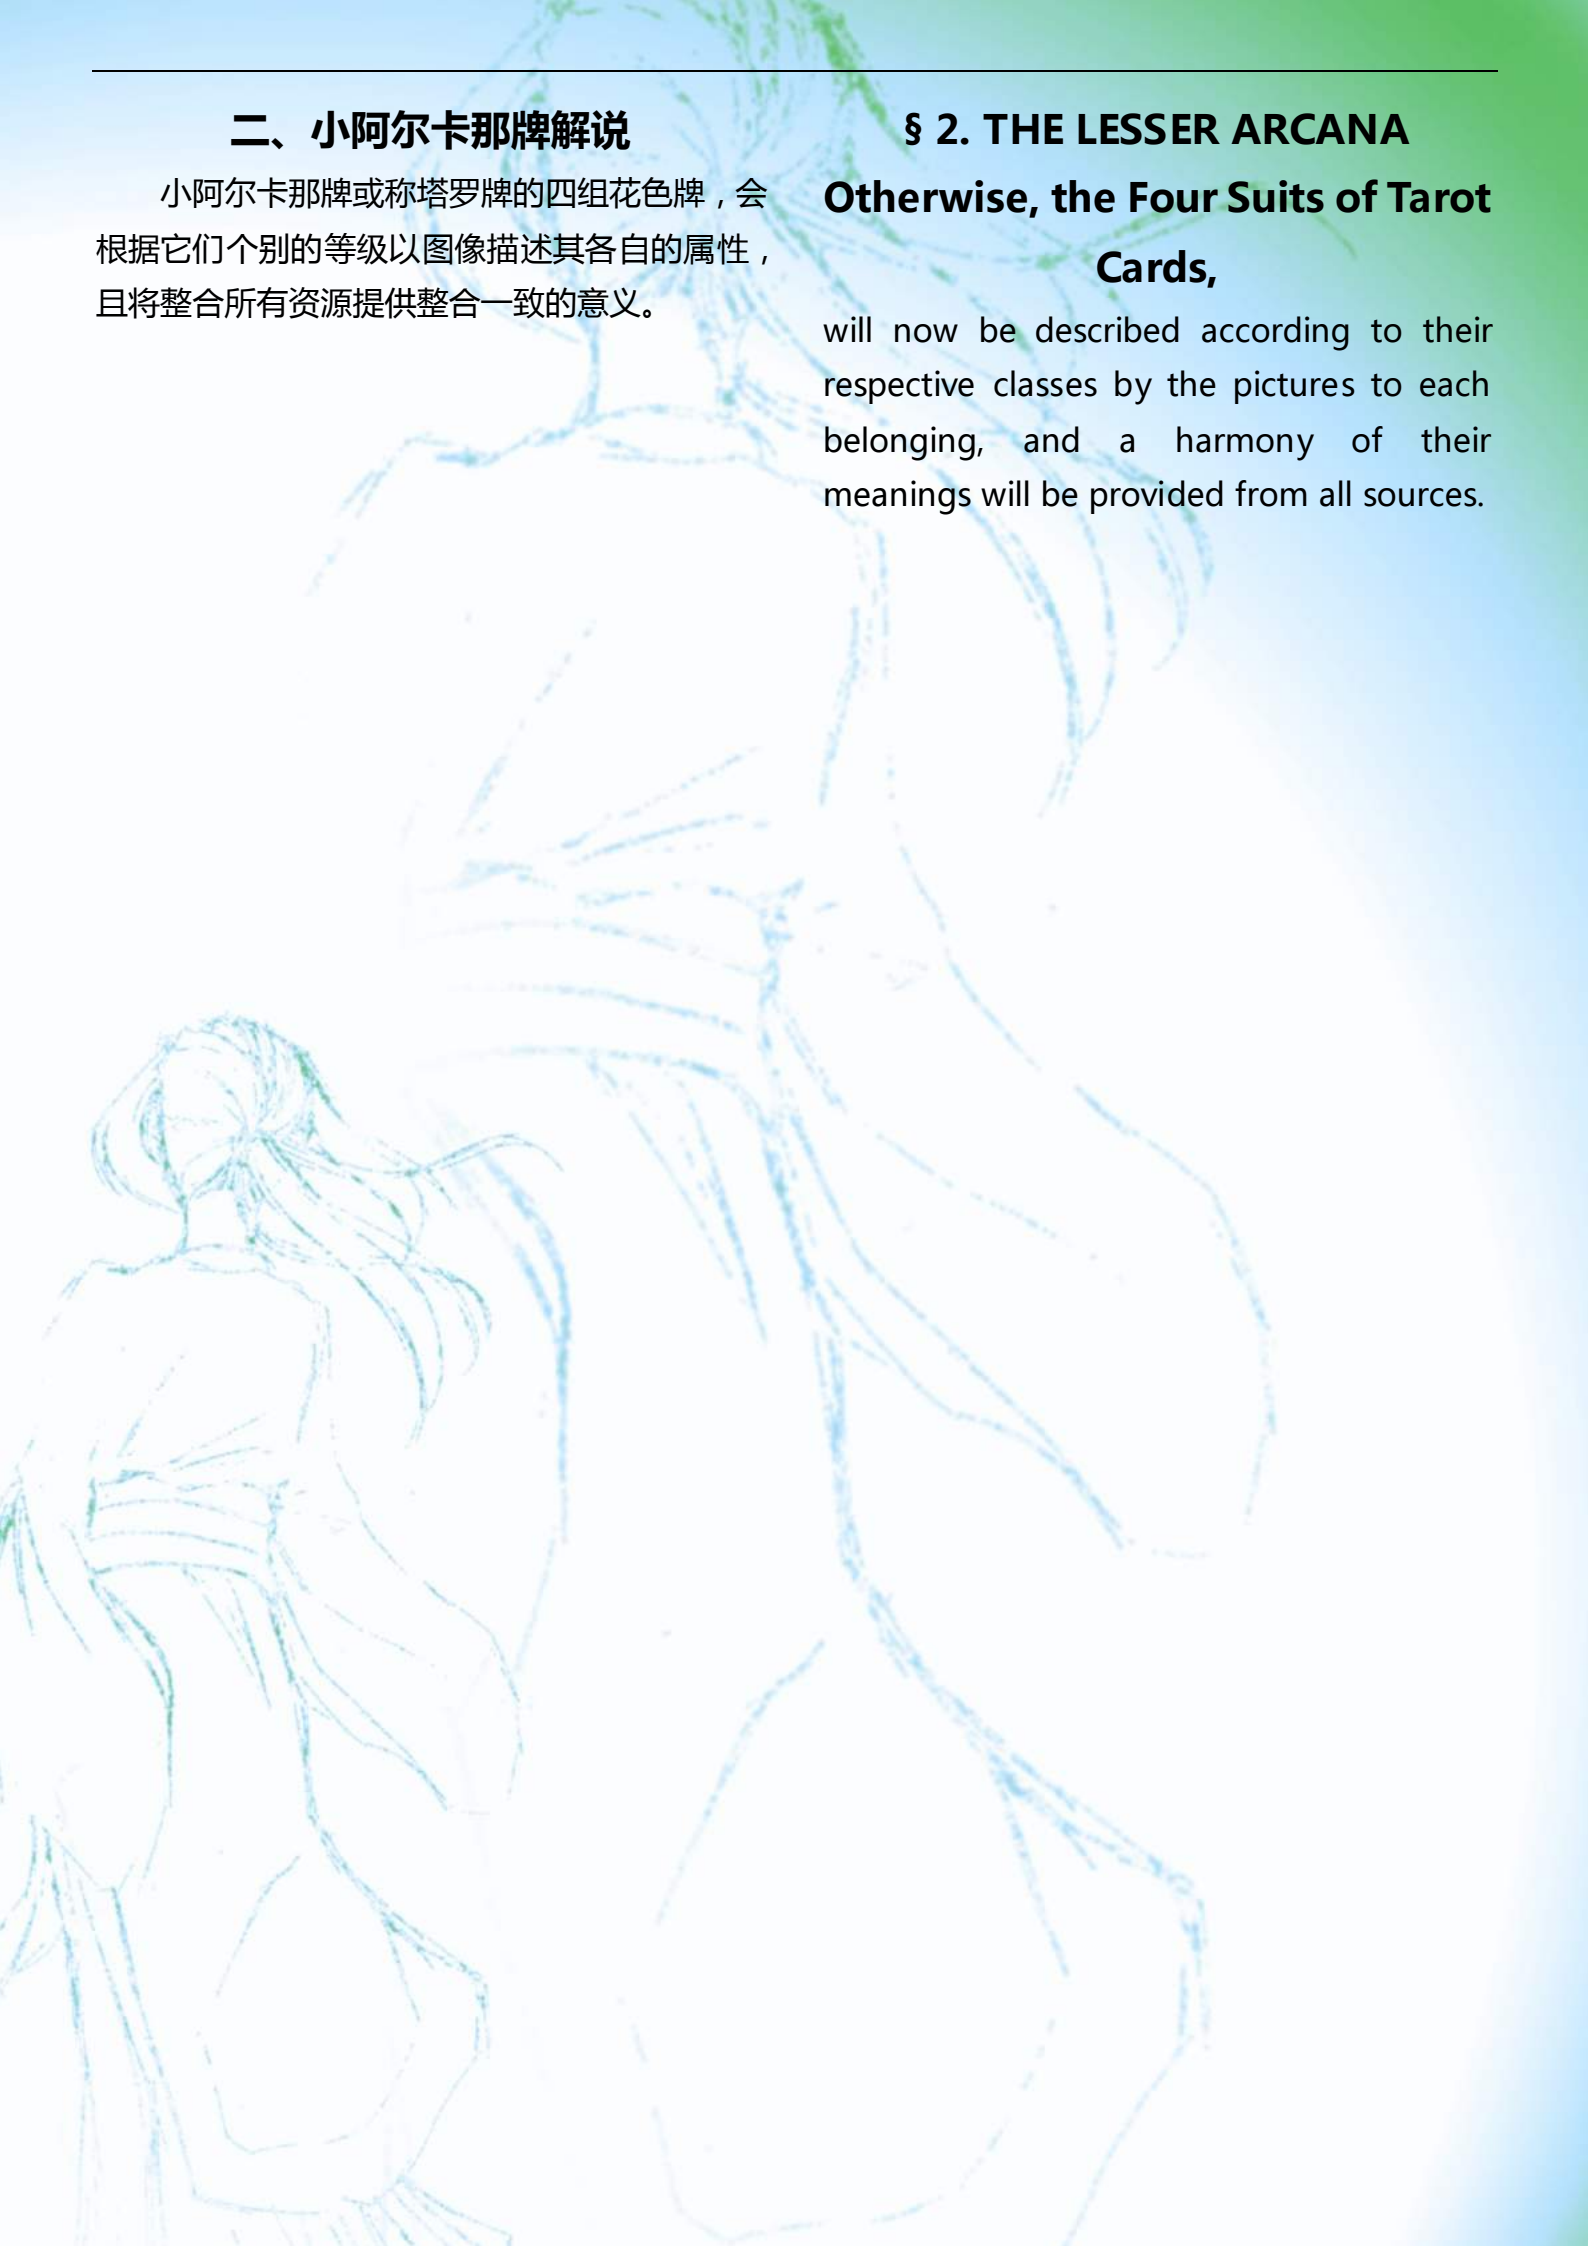 二、小阿尔卡那牌解说
小阿尔卡那牌或称塔罗牌的四组花色牌，会
根据它们个别的等级以图像描述其各自的属性，
且将整合所有资源提供整合一致的意义。
§ 2. THE LESSER ARCANA
Otherwise, the Four Suits of Tarot
Cards,
will now be described according to their
respective classes by the pictures to each
belonging, and a harmony of their
meanings will be provided from all sources.